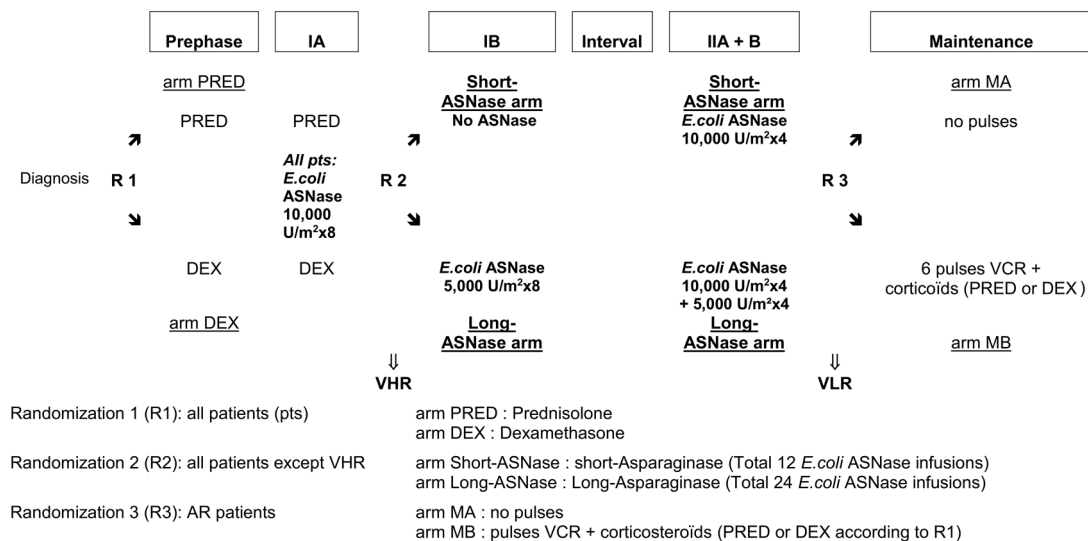 Prephase IA IB Interval IIA + B Maintenance
arm PRED Short- Short- arm MA
ASNase arm ASNase arm
PRED PRED No ASNase E.coli ASNase no pulses
10,000 U/m²x4
All pts:
Diagnosis R 1 E.coli R 2 R 3
ASNase
10,000
U/m²x8
DEX DEX E.coli ASNase E.coli ASNase 6 pulses VCR +
5,000 U/m²x8 10,000 U/m²x4 corticoïds (PRED or DEX )
+ 5,000 U/m²x4
arm DEX Long- Long- arm MB
ASNase arm ASNase arm
VHR VLR
Randomization 1 (R1): all patients (pts) arm PRED : Prednisolone
arm DEX : Dexamethasone
Randomization 2 (R2): all patients except VHR arm Short-ASNase : short-Asparaginase (Total 12 E.coli ASNase infusions)
arm Long-ASNase : Long-Asparaginase (Total 24 E.coli ASNase infusions)
Randomization 3 (R3): AR patients arm MA : no pulses
arm MB : pulses VCR + corticosteroïds (PRED or DEX according to R1)